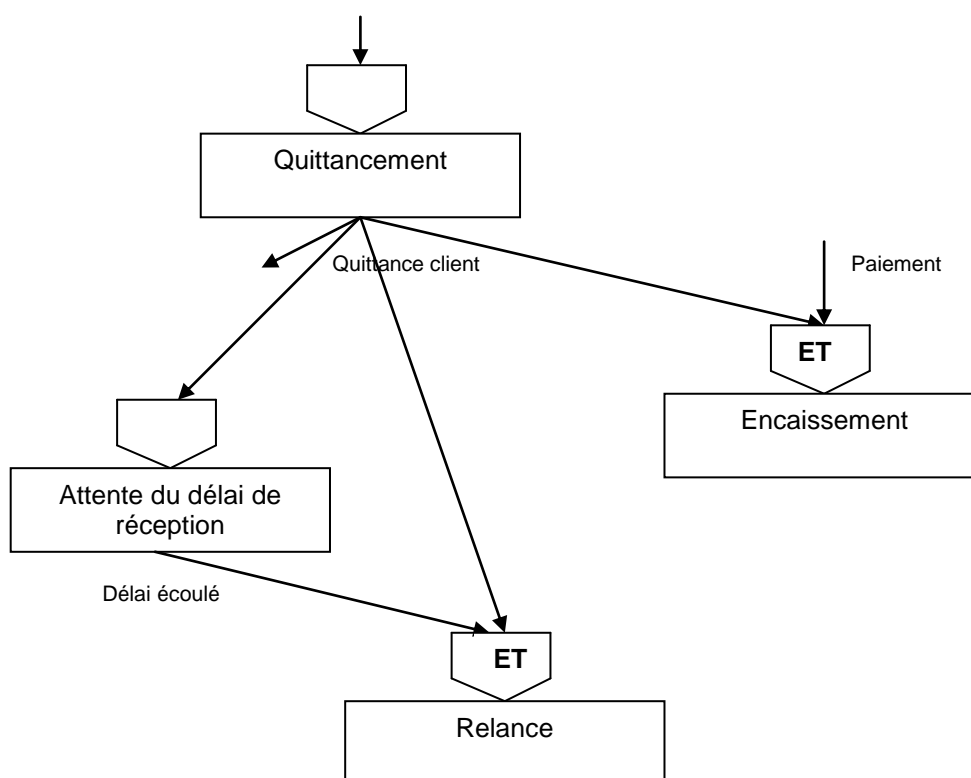 Quittancement
Quittance client
Paiement
ET
Encaissement
Attente du délai de
réception
Délai écoulé
ET
Relance